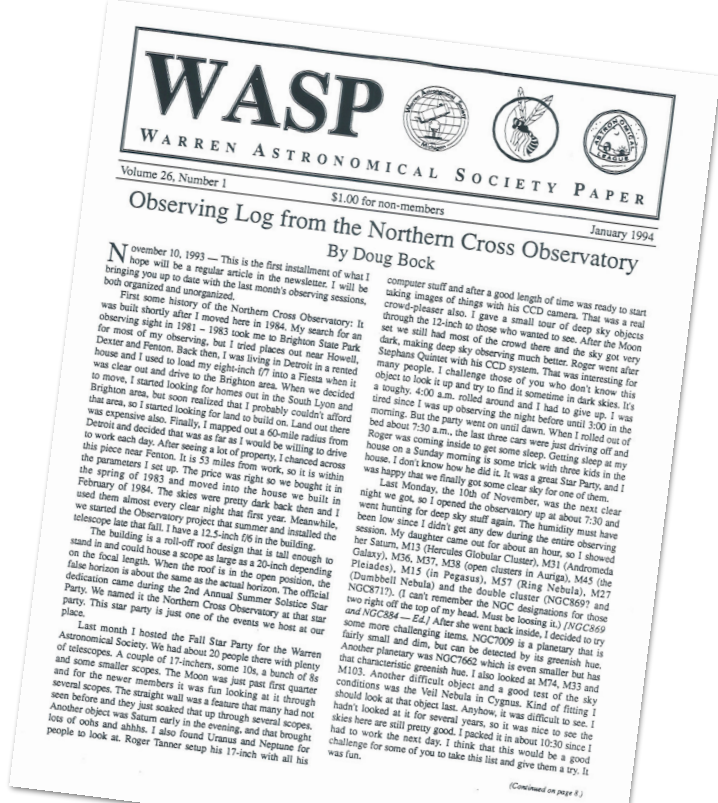 WASP
WARREN ASTRONOMICAL SOCIETY PAPER
Volume 26, Number 1
$1.00 for non-members
January 1994
Observing Log from the Northern Cross Observatory
By Doug Bock
November 10, 1993 — This is the first installment of what I
hope will be a regular article in the newsletter. I will be
bringing you up to date with the last month's observing sessions,
both organized and unorganized.
First some history of the Northern Cross Observatory: It
was built shortly after I moved here in 1984. My search for an
observing sight in 1981 - 1983 took me to Brighton State Park
for most of my observing, but I tried places out near Howell,
Dexter and Fenton. Back then, I was living in Detroit in a rented
house and I used to load my eight-inch f/7 into a Fiesta when it
was clear out and drive to the Brighton area. When we decided
to move, I started looking for homes out in the South Lyon and
Brighton area, but soon realized that I probably couldn't afford
that area, so I started looking for land to build on. Land out there
was expensive also. Finally, I mapped out a 60-mile radius from
Detroit and decided that was as far as I would be willing to drive
to work each day. After seeing a lot of property, I chanced across
this piece near Fenton. It is 53 miles from work, so it is within
the parameters I set up. The price was right so we bought it in
the spring of 1983 and moved into the house we built in
February of 1984. The skies were pretty dark back then and I
used them almost every clear night that first year. Meanwhile,
we started the Observatory project that summer and installed the
telescope late that fall. I have a 12.5-inch f/6 in the building.
The building is a roll-off roof design that is tall enough to
stand in and could house a scope as large as a 20-inch depending
on the focal length. When the roof is in the open position, the
false horizon is about the same as the actual horizon. The official
dedication came during the 2nd Annual Summer Solstice Star
Party. We named it the Northern Cross Observatory at that star
party. This star party is just one of the events we host at our
place.
Last month I hosted the Fall Star Party for the Warren
Astronomical Society. We had about 20 people there with plenty
of telescopes. A couple of 17-inchers, some 10s, a bunch of 8s
and some smaller scopes. The Moon was just past first quarter
and for the newer members it was fun looking at it through
several scopes. The straight wall was a feature that many had not
seen before and they just soaked that up through several scopes.
Another object was Saturn early in the evening, and that brought
lots of oohs and ahhhs. I also found Uranus and Neptune for
people to look at. Roger Tanner setup his 17-inch with all his
computer stuff and after a good length of time was ready to start
taking images of things with his CCD camera. That was a real
crowd-pleaser also. I gave a small tour of deep sky objects
through the 12-inch to those who wanted to see. After the Moon
set we still had most of the crowd there and the sky got very
dark, making deep sky observing much better. Roger went after
Stephans Quintet with his CCD system. That was interesting for
many people. I challenge those of you who don't know this
object to look it up and try to find it sometime in dark skies. It's
a toughy. 4:00 a.m. rolled around and I had to give up. I was
tired since I was up observing the night before until 3:00 in the
morning. But the party went on until dawn. When I rolled out of
bed about 7:30 a.m., the last three cars were just driving off and
Roger was coming inside to get some sleep. Getting sleep at my
house on a Sunday morning is some trick with three kids in the
house. I don't know how he did it. It was a great Star Party, and I
was happy that we finally got some clear sky for one of them.
Last Monday, the 10th of November, was the next clear
night we got, so I opened the observatory up at about 7:30 and
went hunting for deep sky stuff again. The humidity must have
been low since I didn't get any dew during the entire observing
session. My daughter came out for about an hour, so I showed
her Saturn, M13 (Hercules Globular Cluster), M31 (Andromeda
Galaxy), M36, M37, M38 (open clusters in Auriga), M45 (the
Pleiades), M15 (in Pegasus), M57 (Ring Nebula), M27
(Dumbbell Nebula) and the double cluster (NGC869? and
NGC871?). (I can't remember the NGC designations for those
two right off the top of my head. Must be loosing it.) [NGC869
and NGC884 — Ed.] After she went back inside, I decided to try
some more challenging items. NGC7009 is a planetary that is
fairly small and dim, but can be detected by its greenish hue.
Another planetary was NGC7662 which is even smaller but has
that characteristic greenish hue. I also looked at M74, M33 and
M103. Another difficult object and a good test of the sky
conditions was the Veil Nebula in Cygnus. Kind of fitting I
should look at that object last. Anyhow, it was difficult to see. I
hadn't looked at it for several years, so it was nice to see the
skies here are still pretty good. I packed it in about 10:30 since I
had to work the next day. I think that this would be a good
challenge for some of you to take this list and give them a try. It
was fun.
(Continued on page 8.)